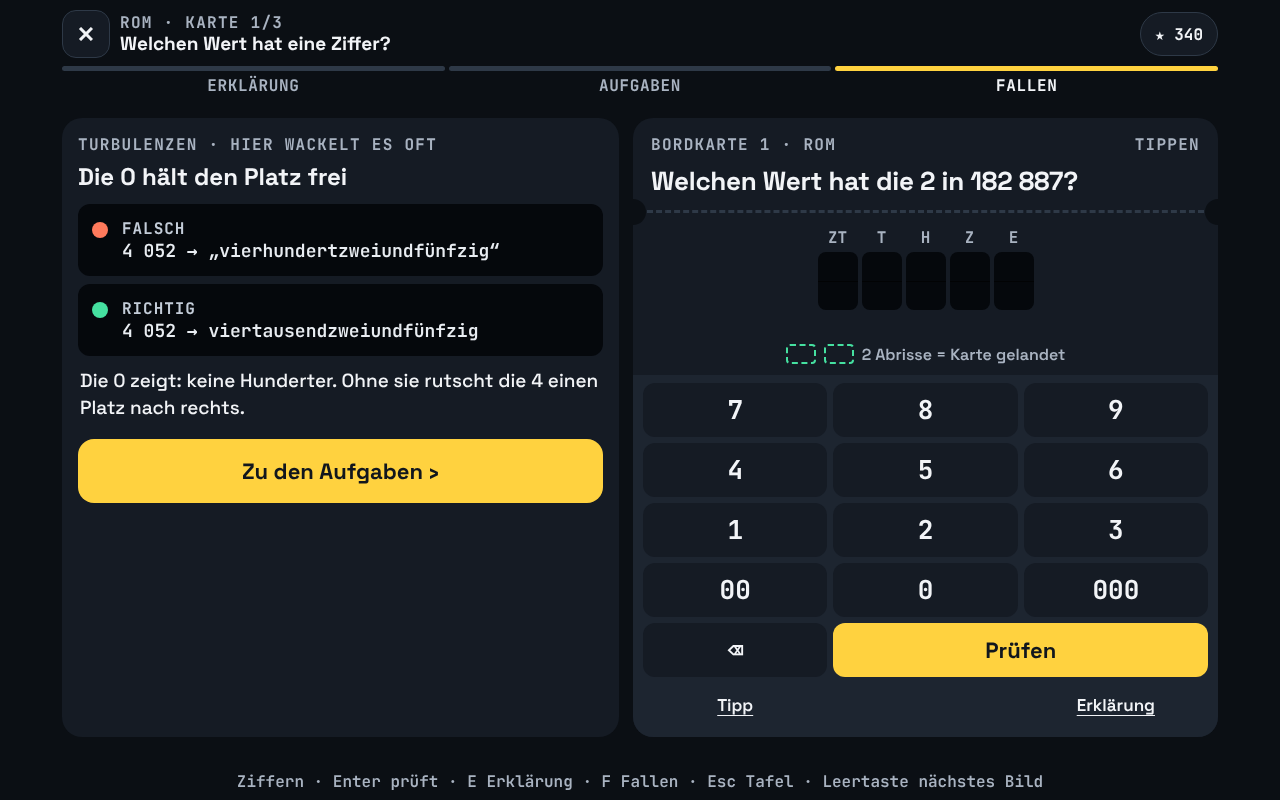 ✕
ROM · KARTE 1/3
Welchen Wert hat eine Ziffer?
★ 340
ERKLÄRUNG
AUFGABEN
FALLEN
TURBULENZEN · HIER WACKELT ES OFT
Die 0 hält den Platz frei
FALSCH
4 052 → „vierhundertzweiundfünfzig“
RICHTIG
4 052 → viertausendzweiundfünfzig
Die 0 zeigt: keine Hunderter. Ohne sie rutscht die 4 einen
Platz nach rechts.
Zu den Aufgaben ›
BORDKARTE 1 · ROM
TIPPEN
Welchen Wert hat die 2 in 182 887?
ZT T H Z E
2 Abrisse = Karte gelandet
7 8 9
4 5 6
1 2 3
00 0 000
⌫ Prüfen
Tipp Erklärung
Ziffern · Enter prüft · E Erklärung · F Fallen · Esc Tafel · Leertaste nächstes Bild